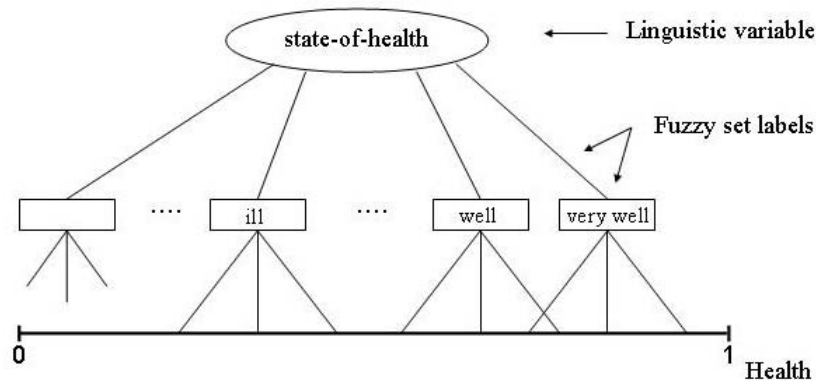 state-of-health
Linguistic variable
Fuzzy set labels
.... ill .... well very well
0 1
Health